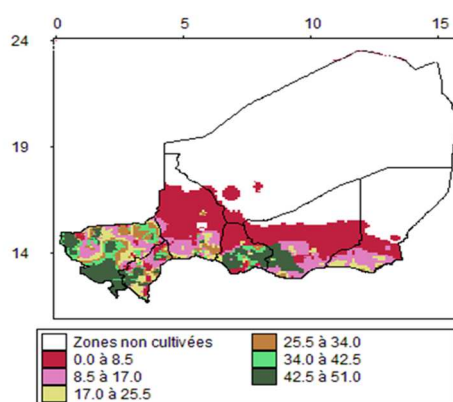 0 5 10 15
24
19
14
Zones non cultivées
0.0 à 8.5
8.5 à 17.0
17.0 à 25.5
25.5 à 34.0
34.0 à 42.5
42.5 à 51.0